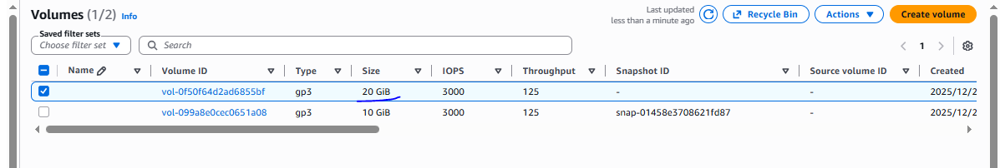 Volumes (1/2) Info
Last updated
less than a minute ago
Recycle Bin
Actions
Create volume
Saved filter sets
Choose filter set
Search
1
Name Volume ID Type Size IOPS Throughput Snapshot ID Source volume ID Created
vol-0f50f64d2ad6855bf gp3 20 GiB 3000 125 - - 2025/12/2
vol-099a8e0cec0651a08 gp3 10 GiB 3000 125 snap-01458e3708621fd87 - 2025/12/2